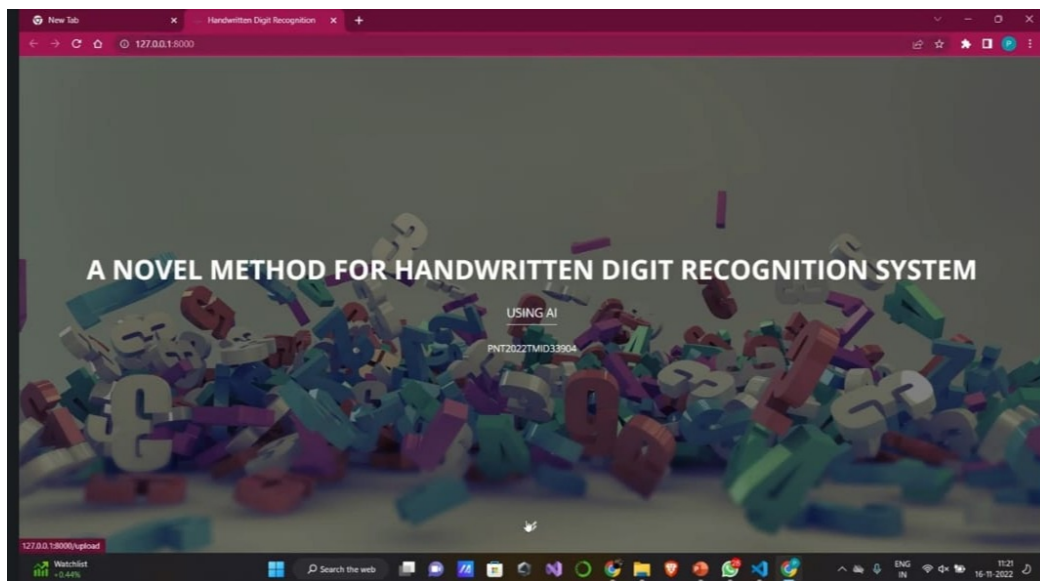 New Tab
Handwritten Digit Recognition
127.0.0.1:8000
P
A NOVEL METHOD FOR HANDWRITTEN DIGIT RECOGNITION SYSTEM
USING AI
PNT2022TMID33904
127.0.0.1:8000/upload
Watchlist
+0.44%
Search the web
ENG
IN
11:21
16-11-2022